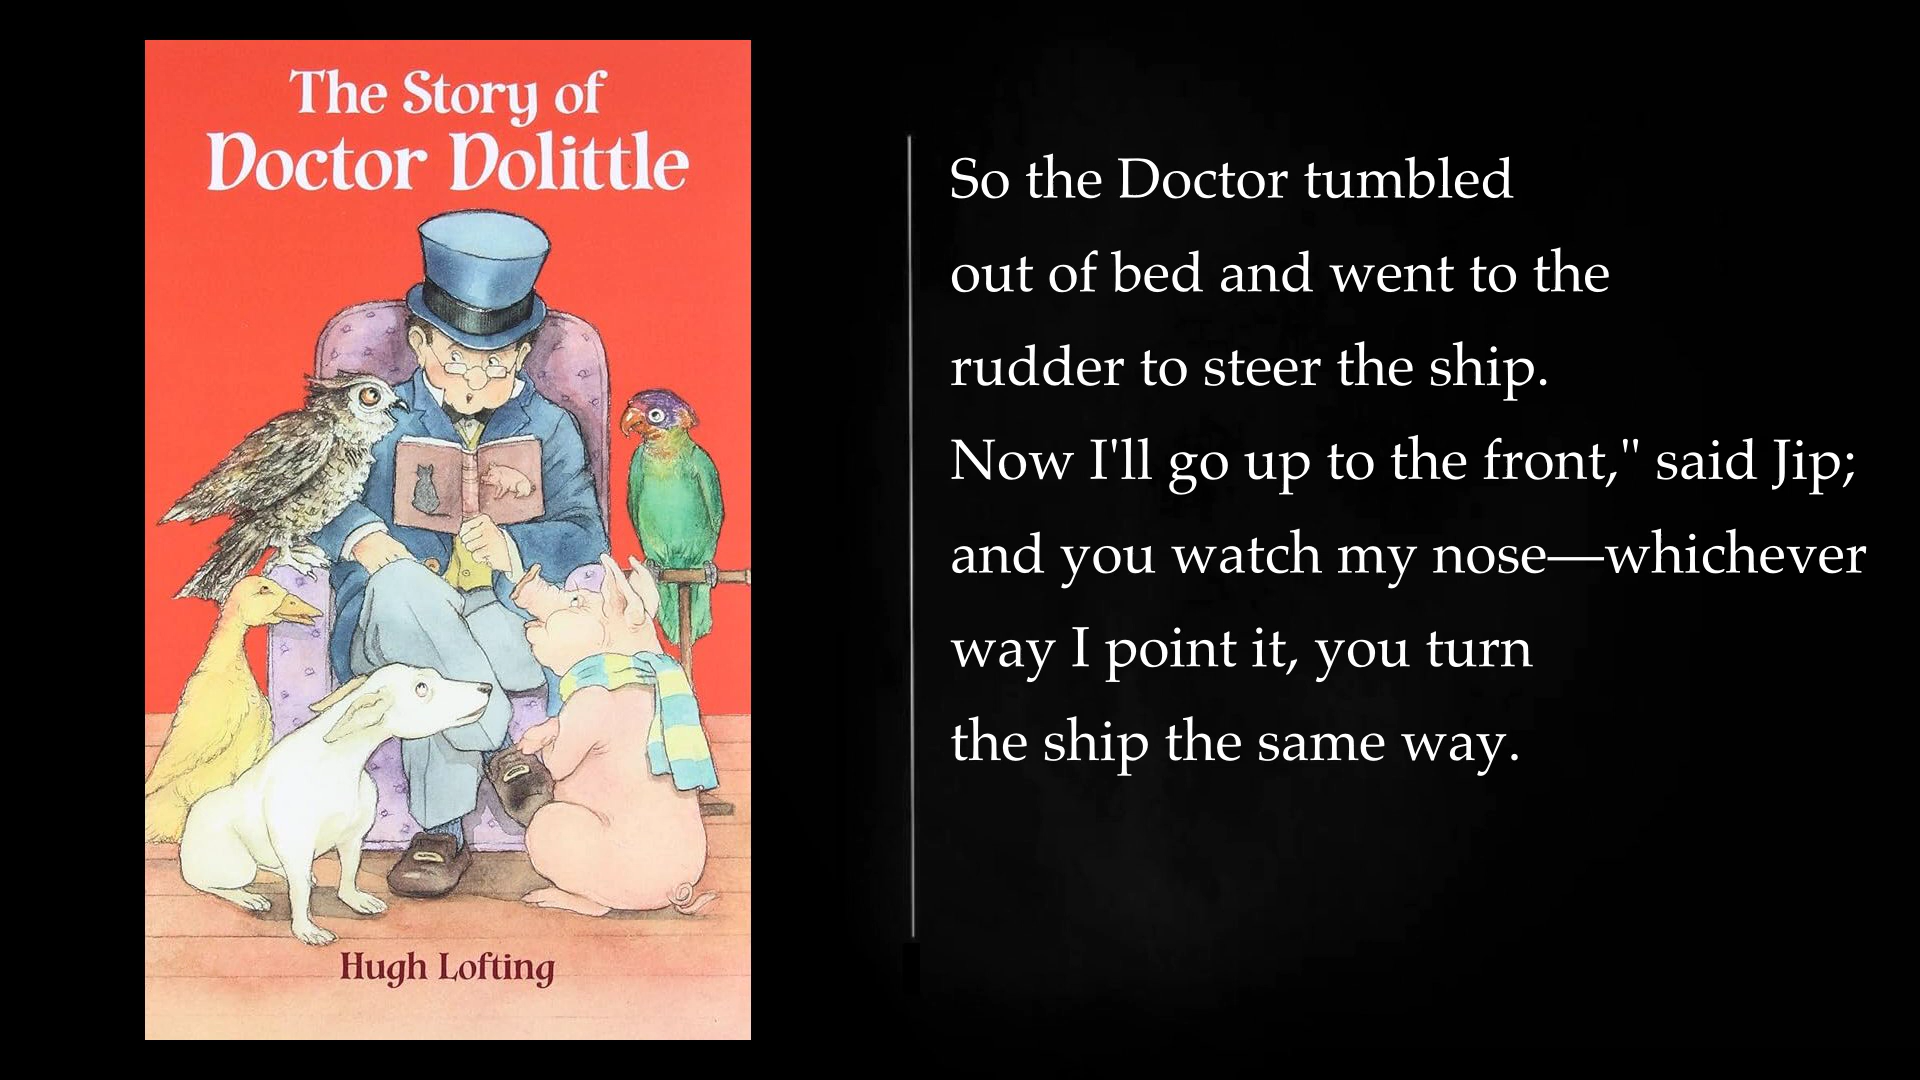 The Story of
Doctor Dolittle
Hugh Lofting
So the Doctor tumbled
out of bed and went to the
rudder to steer the ship.
Now I'll go up to the front," said Jip;
and you watch my nose—whichever
way I point it, you turn
the ship the same way.